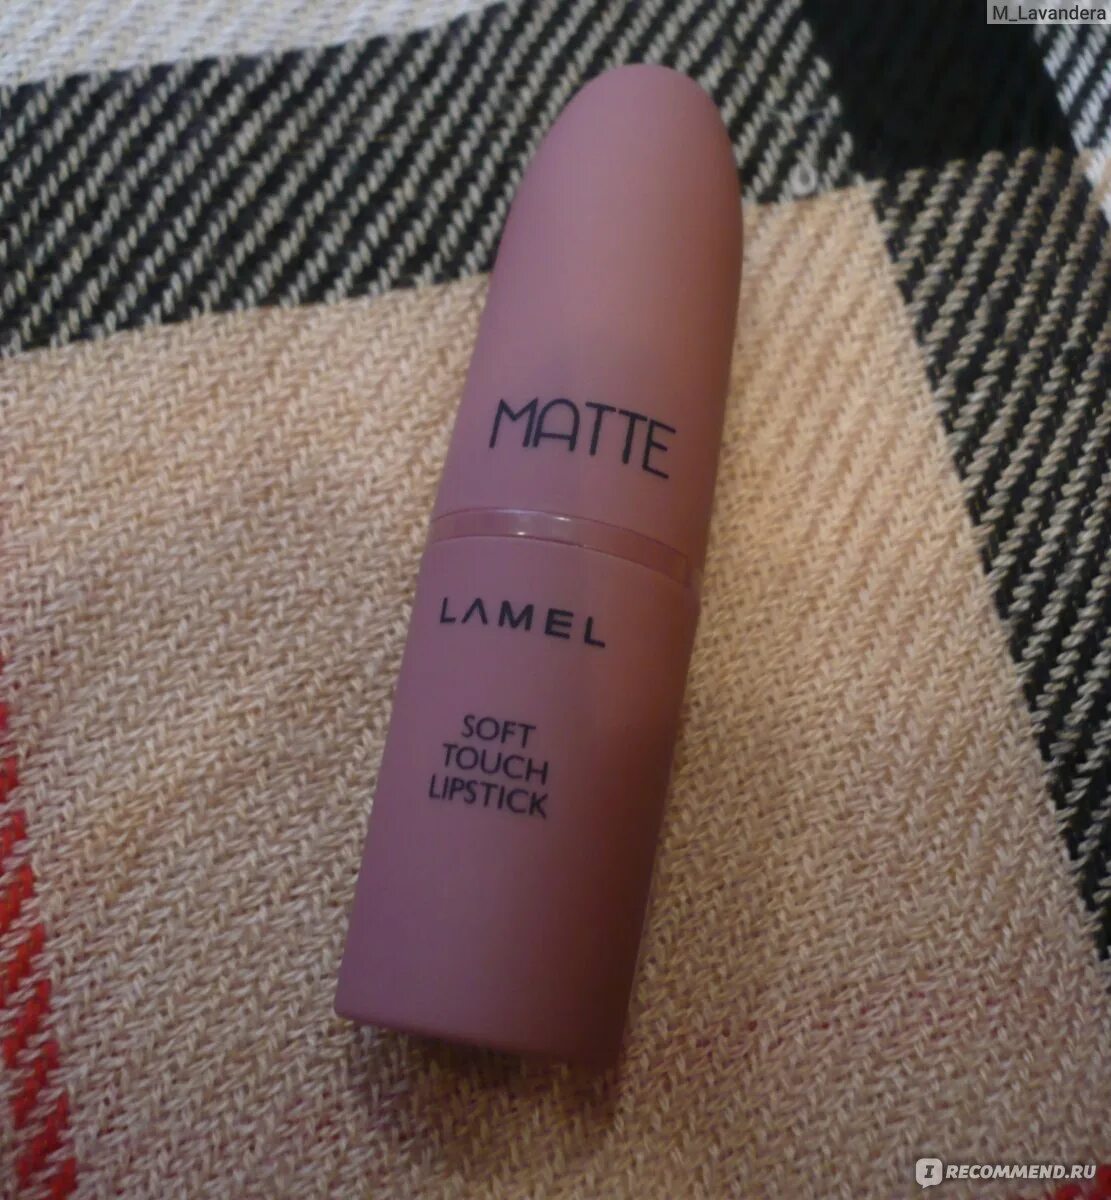 M_Lavandera
MATTE
LAMEL
SOFT
TOUCH
LIPSTICK
I RECOMMEND.RU